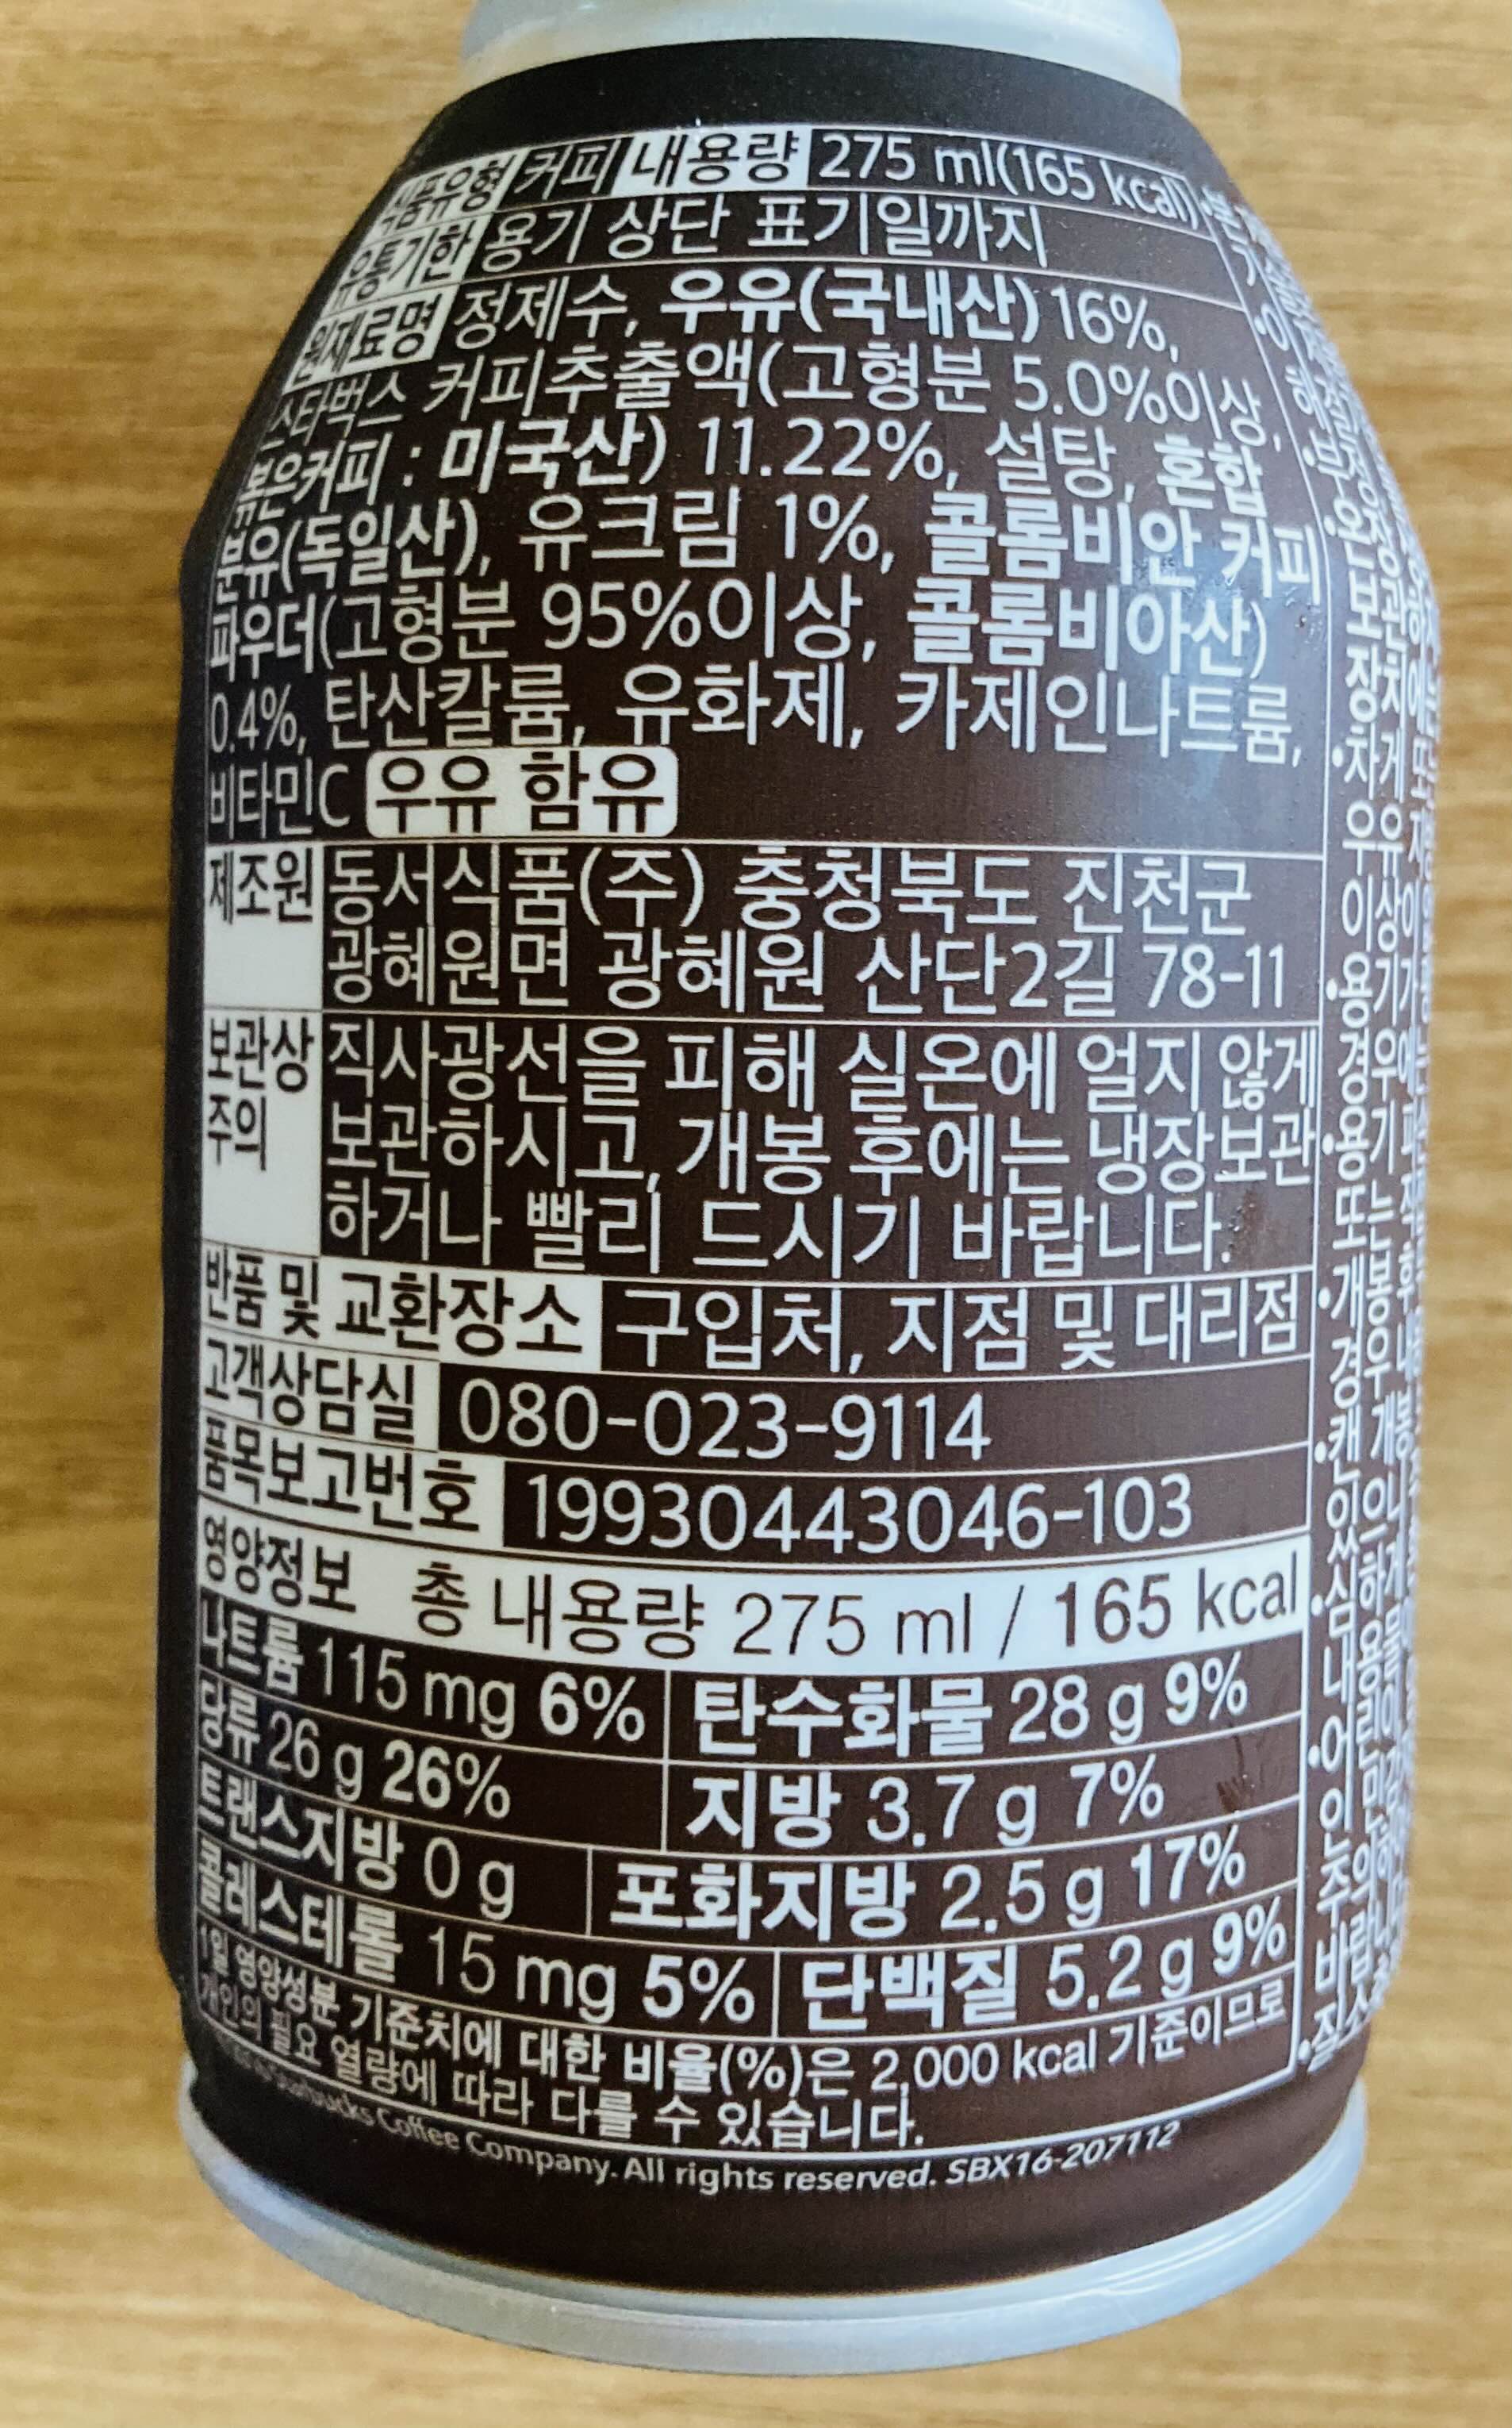 식품유형 커피 내용량 275 ml(165 kcal)
유통기한 용기 상단 표기일까지
원재료명 정제수, 우유(국내산) 16%,
스타벅스 커피추출액(고형분 5.0%이상,
볶은커피 : 미국산) 11.22%, 설탕, 혼합
분유(독일산), 유크림 1%, 콜롬비안 커피
파우더(고형분 95%이상, 콜롬비아산)
0.4%, 탄산칼륨, 유화제, 카제인나트륨,
비타민C 우유 함유
제조원 동서식품(주) 충청북도 진천군
광혜원면 광혜원 산단2길 78-11
보관상 직사광선을 피해 실온에 얼지 않게
주의 보관하시고, 개봉 후에는 냉장보관
하거나 빨리 드시기 바랍니다.
반품 및 교환장소 구입처, 지점 및 대리점
고객상담실 080-023-9114
품목보고번호 19930443046-103
영양정보 총 내용량 275 ml / 165 kcal
나트륨 115 mg 6% 탄수화물 28 g 9%
당류 26 g 26% 지방 3.7 g 7%
트랜스지방 0 g 포화지방 2.5 g 17%
콜레스테롤 15 mg 5% 단백질 5.2 g 9%
1일 영양성분 기준치에 대한 비율(%)은 2,000 kcal 기준이므로
개인의 필요 열량에 따라 다를 수 있습니다.
Starbucks Coffee Company. All rights reserved. SBX16-207112